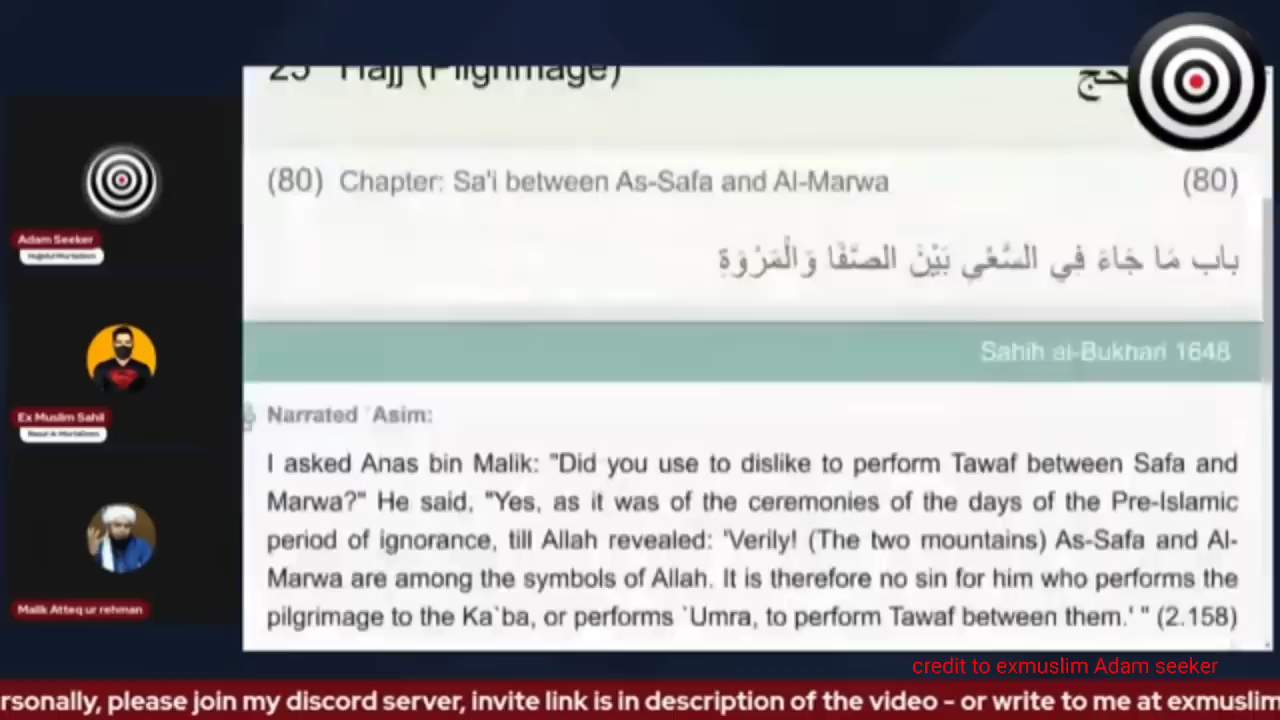 25 Hajj (Pilgrimage)
حج
(80) Chapter: Sa'i between As-Safa and Al-Marwa (80)
باب مَا جَاءَ فِي السَّعْىِ بَيْنَ الصَّفَا وَالْمَرْوَةِ
Sahih al-Bukhari 1648
Adam Seeker
Narrated `Asim:
Ex Muslim Sahil
I asked Anas bin Malik: "Did you use to dislike to perform Tawaf between Safa and
Marwa?" He said, "Yes, as it was of the ceremonies of the days of the Pre-Islamic
period of ignorance, till Allah revealed: 'Verily! (The two mountains) As-Safa and Al-
Marwa are among the symbols of Allah. It is therefore no sin for him who performs the
pilgrimage to the Ka`ba, or performs `Umra, to perform Tawaf between them.' " (2.158)
Malik Atteq ur rehman
credit to exmuslim Adam seeker
rsonally, please join my discord server, invite link is in description of the video - or write to me at exmuslim